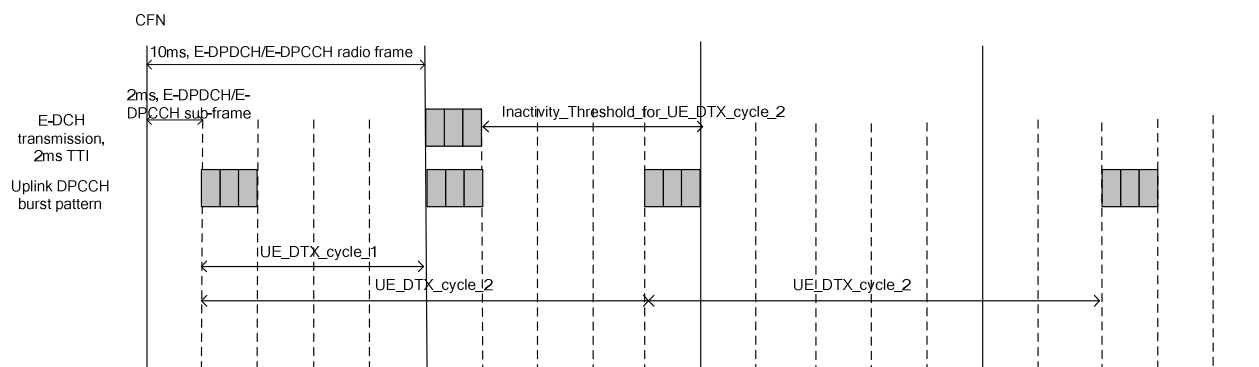 CFN
10ms, E-DPDCH/E-DPCCH radio frame
2ms, E-DPDCH/E-
DPCCH sub-frame
E-DCH
transmission,
2ms TTI
Inactivity_Threshold_for_UE_DTX_cycle_2
Uplink DPCCH
burst pattern
UE_DTX_cycle_1
UE_DTX_cycle_2
UE_DTX_cycle_2